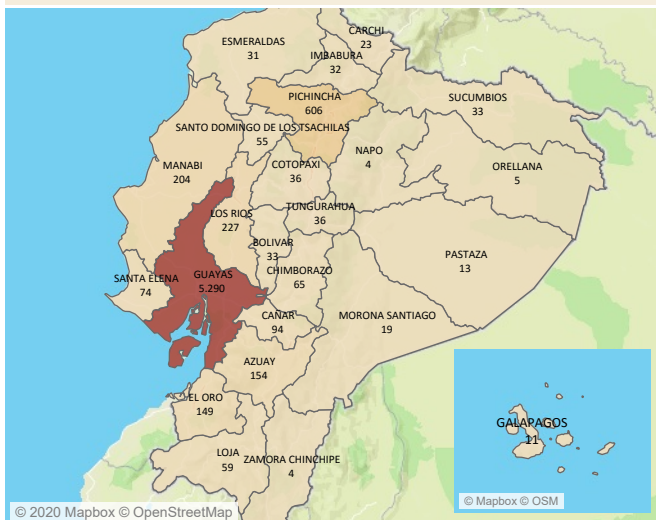 CARCHI
23
ESMERALDAS
31
IMBABURA
32
PICHINCHA
606
SUCUMBIOS
33
SANTO DOMINGO DE LOS TSACHILAS
55
NAPO
4
MANABI
204
COTOPAXI
36
ORELLANA
5
TUNGURAHUA
36
LOS RIOS
227
BOLIVAR
33
PASTAZA
13
SANTA ELENA
74
GUAYAS
5.290
CHIMBORAZO
65
CAÑAR
94
MORONA SANTIAGO
19
AZUAY
154
EL ORO
149
GALAPAGOS
11
LOJA
59
ZAMORA CHINCHIPE
4
© Mapbox © OSM
© 2020 Mapbox © OpenStreetMap